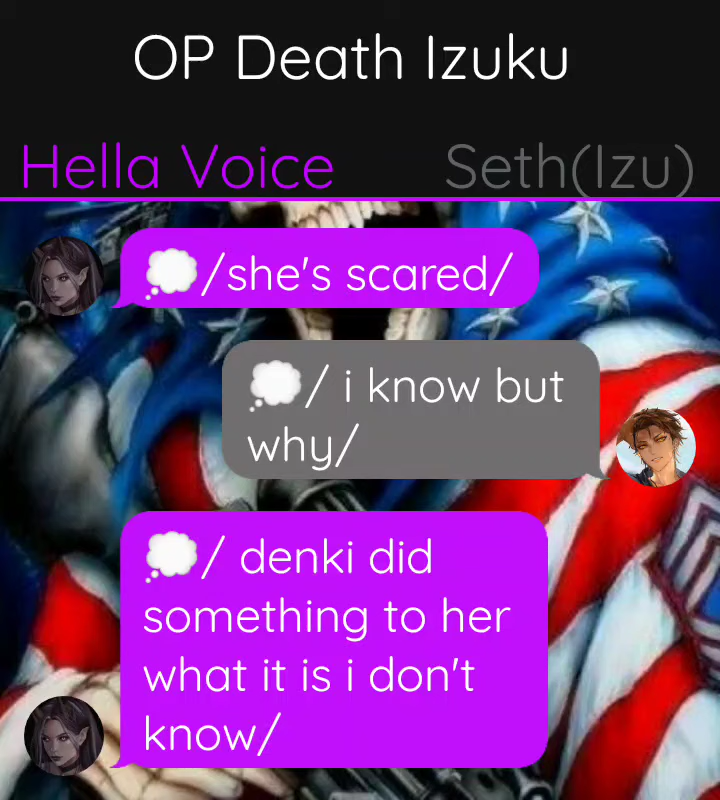 OP Death Izuku
Hella Voice Seth(Izu)
💭/she's scared/
💭/ i know but
why/
💭/ denki did
something to her
what it is i don't
know/